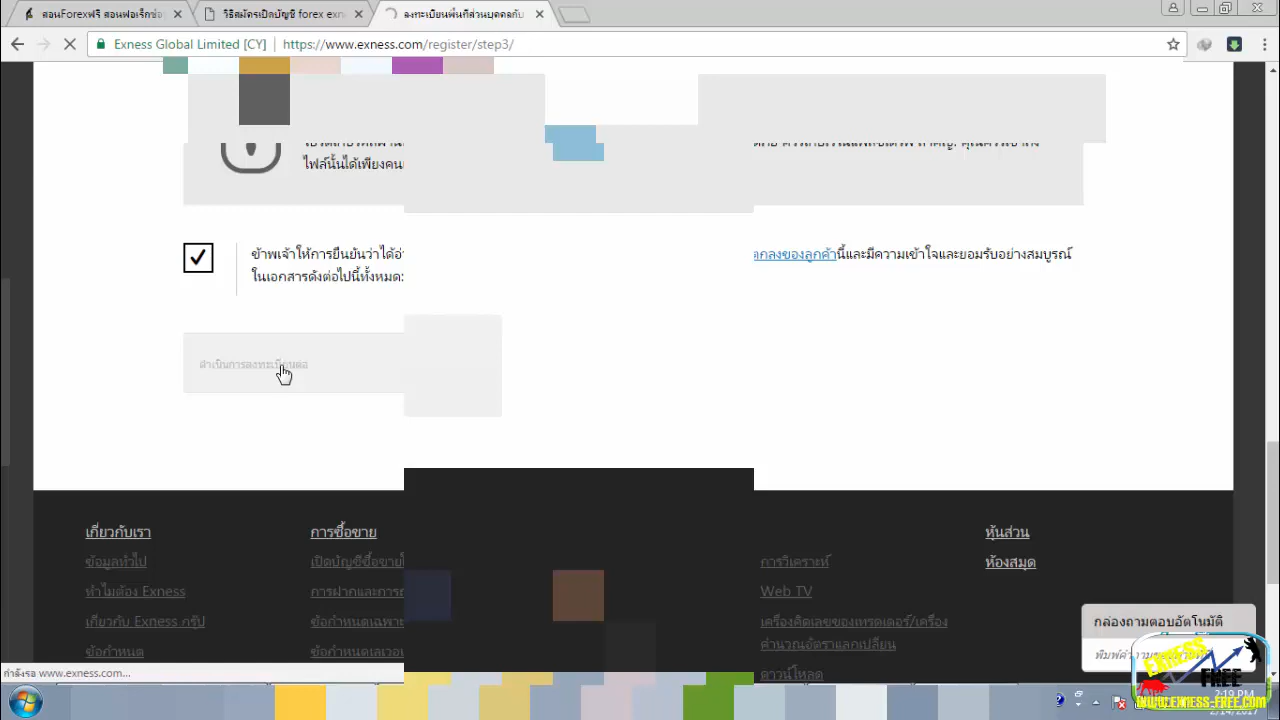 สอนForexฟรี สอนฟอเร็กซ์อ
วิธีสมัครเปิดบัญชี forex exn
ลงทะเบียนพื้นที่ส่วนบุคคลกับ
Exness Global Limited [CY]
https://www.exness.com/register/step3/
ไฟล์นั้นได้เพียงคน
ข้าพเจ้าให้การยืนยันว่าได้อ่
ตกลงของลูกค้านี้และมีความเข้าใจและยอมรับอย่างสมบูรณ์
ในเอกสารดังต่อไปนี้ทั้งหมด:
ดำเนินการลงทะเบียนต่อ
เกี่ยวกับเรา
การซื้อขาย
หุ้นส่วน
ข้อมูลทั่วไป
เปิดบัญชีซื้อขาย
การวิเคราะห์
ห้องสมุด
ทำไมต้อง Exness
การฝากและการถ
Web TV
เกี่ยวกับ Exness กรุ๊ป
ข้อกำหนดเฉพาะ
เครื่องคิดเลขของเทรดเดอร์/เครื่อง
คำนวณอัตราแลกเปลี่ยน
ข้อกำหนด
ข้อกำหนดเลเวอเ
ดาวน์โหลด
กล่องถามตอบอัตโนมัติ
กำลังรอ www.exness.com...
EXNESS
FREE
WWW.EXNESS-FREE.COM
2:19 PM
2/14/2017